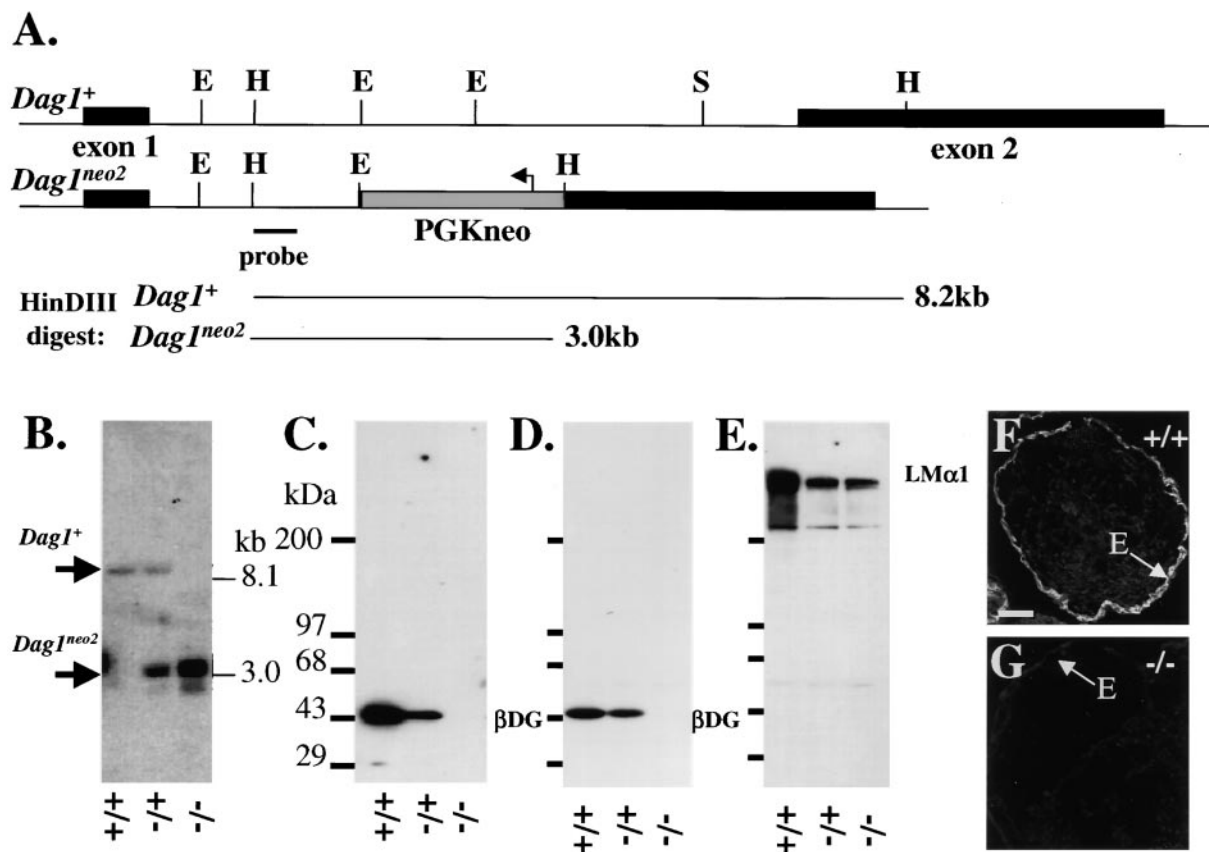 A.
E H E E S H
Dag1+
exon 1 exon 2
Dag1neo2 E H E H
PGKneo
probe
HinDIII Dag1+ 8.2kb
digest: Dag1neo2 3.0kb
B. C. D. E. F +/+
kDa LMα1
Dag1+ kb 200 E
8.1
97
Dag1neo2 68 G -/-
3.0 E
43 βDG βDG
29
+/+ +/- -/- +/+ +/- -/- +/+ +/- -/- +/+ +/- -/-